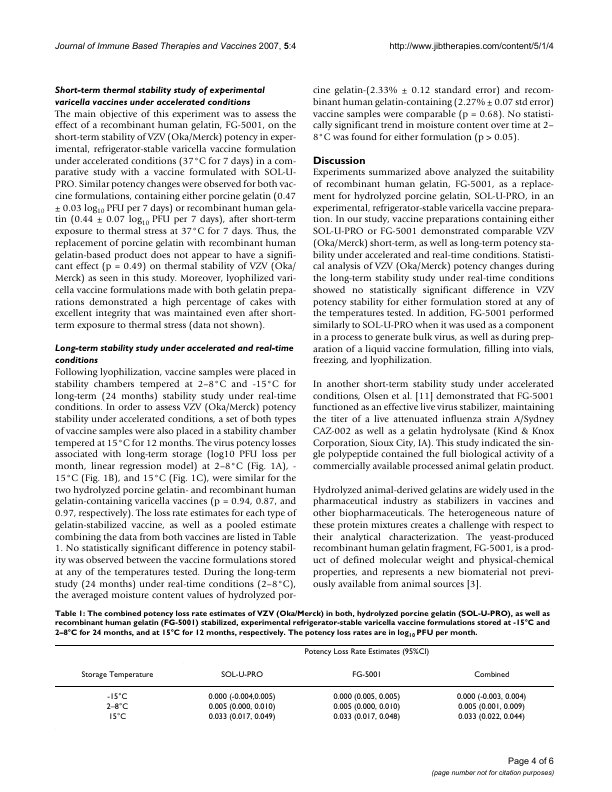 Journal of Immune Based Therapies and Vaccines 2007, 5:4
http://www.jibtherapies.com/content/5/1/4
Short-term thermal stability study of experimental
varicella vaccines under accelerated conditions
The main objective of this experiment was to assess the
effect of a recombinant human gelatin, FG-5001, on the
short-term stability of VZV (Oka/Merck) potency in exper-
imental, refrigerator-stable varicella vaccine formulation
under accelerated conditions (37°C for 7 days) in a com-
parative study with a vaccine formulated with SOL-U-
PRO. Similar potency changes were observed for both vac-
cine formulations, containing either porcine gelatin (0.47
± 0.03 log10 PFU per 7 days) or recombinant human gela-
tin (0.44 ± 0.07 log10 PFU per 7 days), after short-term
exposure to thermal stress at 37°C for 7 days. Thus, the
replacement of porcine gelatin with recombinant human
gelatin-based product does not appear to have a signifi-
cant effect (p = 0.49) on thermal stability of VZV (Oka/
Merck) as seen in this study. Moreover, lyophilized vari-
cella vaccine formulations made with both gelatin prepa-
rations demonstrated a high percentage of cakes with
excellent integrity that was maintained even after short-
term exposure to thermal stress (data not shown).
Long-term stability study under accelerated and real-time
conditions
Following lyophilization, vaccine samples were placed in
stability chambers tempered at 2–8°C and -15°C for
long-term (24 months) stability study under real-time
conditions. In order to assess VZV (Oka/Merck) potency
stability under accelerated conditions, a set of both types
of vaccine samples were also placed in a stability chamber
tempered at 15°C for 12 months. The virus potency losses
associated with long-term storage (log10 PFU loss per
month, linear regression model) at 2–8°C (Fig. 1A), -
15°C (Fig. 1B), and 15°C (Fig. 1C), were similar for the
two hydrolyzed porcine gelatin- and recombinant human
gelatin-containing varicella vaccines (p = 0.94, 0.87, and
0.97, respectively). The loss rate estimates for each type of
gelatin-stabilized vaccine, as well as a pooled estimate
combining the data from both vaccines are listed in Table
1. No statistically significant difference in potency stabil-
ity was observed between the vaccine formulations stored
at any of the temperatures tested. During the long-term
study (24 months) under real-time conditions (2–8°C),
the averaged moisture content values of hydrolyzed por-
cine gelatin-(2.33% ± 0.12 standard error) and recom-
binant human gelatin-containing (2.27% ± 0.07 std error)
vaccine samples were comparable (p = 0.68). No statisti-
cally significant trend in moisture content over time at 2–
8°C was found for either formulation (p > 0.05).
Discussion
Experiments summarized above analyzed the suitability
of recombinant human gelatin, FG-5001, as a replace-
ment for hydrolyzed porcine gelatin, SOL-U-PRO, in an
experimental, refrigerator-stable varicella vaccine prepara-
tion. In our study, vaccine preparations containing either
SOL-U-PRO or FG-5001 demonstrated comparable VZV
(Oka/Merck) short-term, as well as long-term potency sta-
bility under accelerated and real-time conditions. Statisti-
cal analysis of VZV (Oka/Merck) potency changes during
the long-term stability study under real-time conditions
showed no statistically significant difference in VZV
potency stability for either formulation stored at any of
the temperatures tested. In addition, FG-5001 performed
similarly to SOL-U-PRO when it was used as a component
in a process to generate bulk virus, as well as during prep-
aration of a liquid vaccine formulation, filling into vials,
freezing, and lyophilization.
In another short-term stability study under accelerated
conditions, Olsen et al. [11] demonstrated that FG-5001
functioned as an effective live virus stabilizer, maintaining
the titer of a live attenuated influenza strain A/Sydney
CAZ-002 as well as a gelatin hydrolysate (Kind & Knox
Corporation, Sioux City, IA). This study indicated the sin-
gle polypeptide contained the full biological activity of a
commercially available processed animal gelatin product.
Hydrolyzed animal-derived gelatins are widely used in the
pharmaceutical industry as stabilizers in vaccines and
other biopharmaceuticals. The heterogeneous nature of
these protein mixtures creates a challenge with respect to
their analytical characterization. The yeast-produced
recombinant human gelatin fragment, FG-5001, is a prod-
uct of defined molecular weight and physical-chemical
properties, and represents a new biomaterial not previ-
ously available from animal sources [3].
Table 1: The combined potency loss rate estimates of VZV (Oka/Merck) in both, hydrolyzed porcine gelatin (SOL-U-PRO), as well as
recombinant human gelatin (FG-5001) stabilized, experimental refrigerator-stable varicella vaccine formulations stored at -15°C and
2–8°C for 24 months, and at 15°C for 12 months, respectively. The potency loss rates are in log10 PFU per month.
Potency Loss Rate Estimates (95%CI)
Storage Temperature SOL-U-PRO FG-5001 Combined
-15°C 0.000 (-0.004,0.005) 0.000 (0.005, 0.005) 0.000 (-0.003, 0.004)
2–8°C 0.005 (0.000, 0.010) 0.005 (0.000, 0.010) 0.005 (0.001, 0.009)
15°C 0.033 (0.017, 0.049) 0.033 (0.017, 0.048) 0.033 (0.022, 0.044)
Page 4 of 6
(page number not for citation purposes)